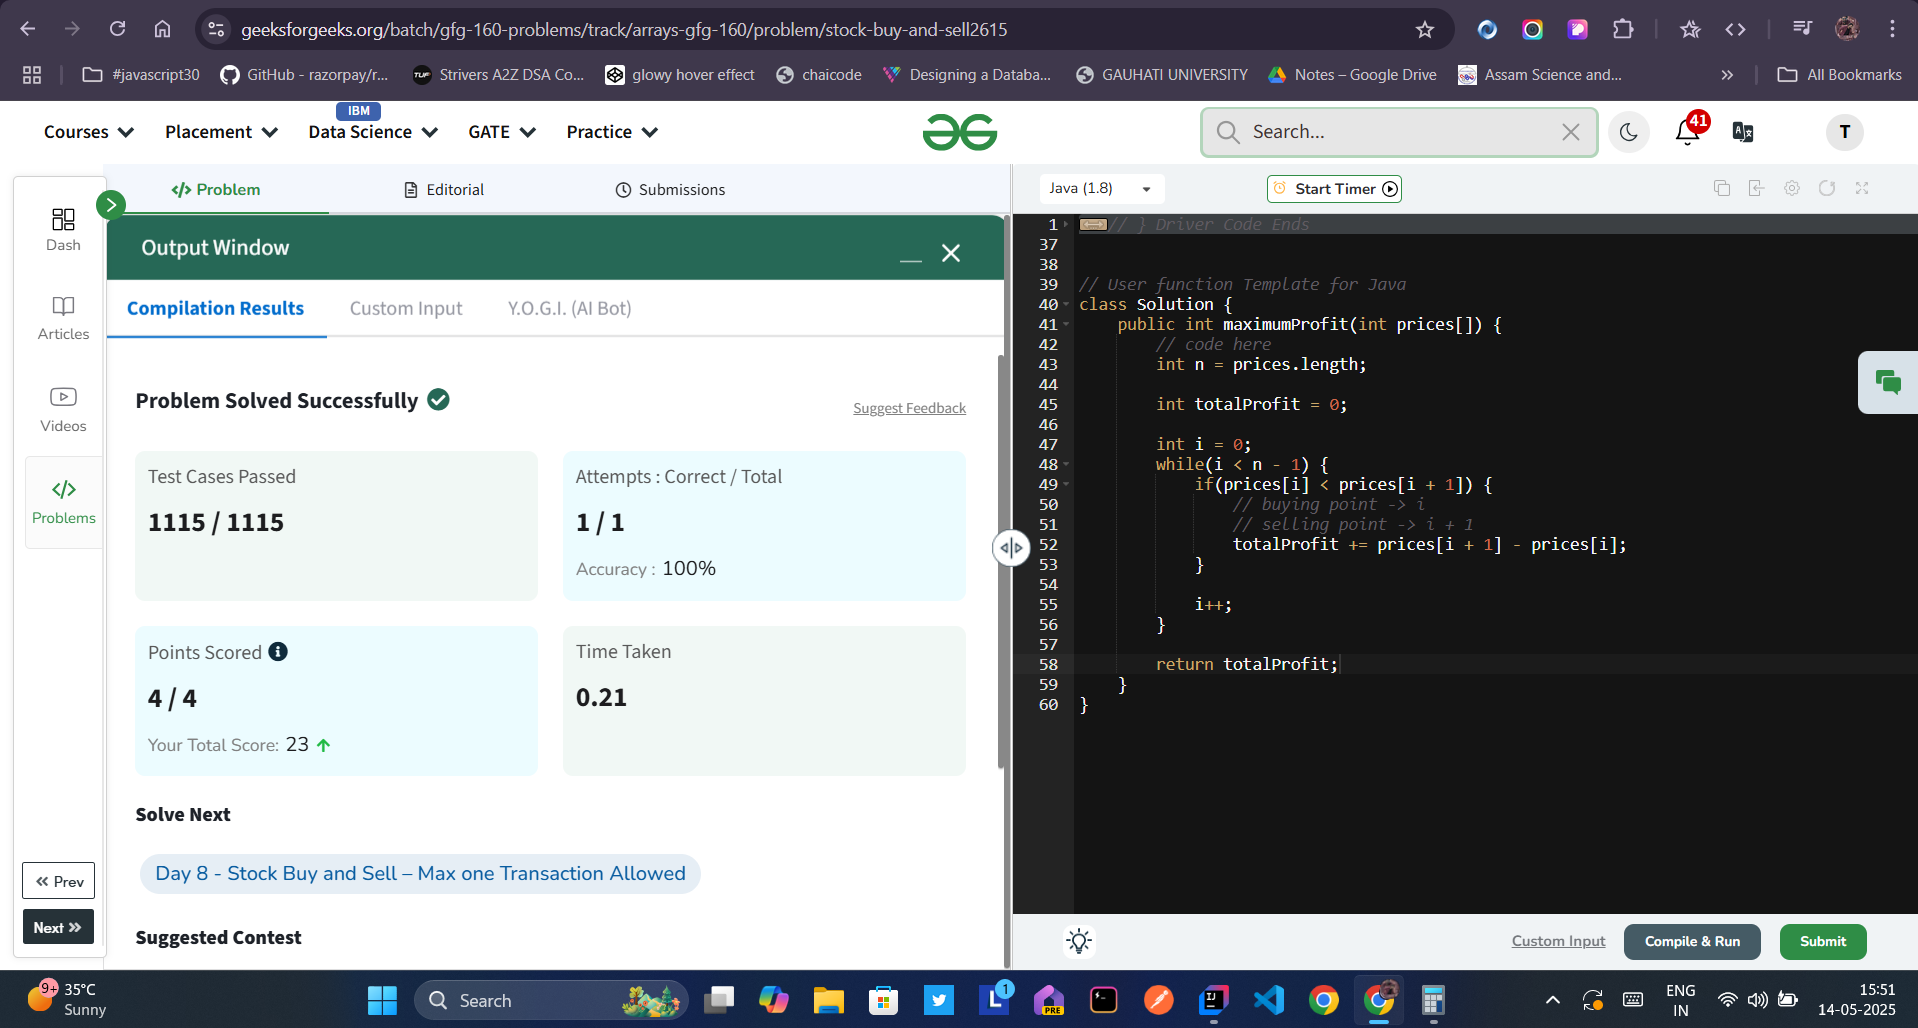 geeksforgeeks.org/batch/gfg-160-problems/track/arrays-gfg-160/problem/stock-buy-and-sell2615
#javascript30
GitHub - razorpay/r...
TUF
Strivers A2Z DSA Co...
glowy hover effect
chaicode
Designing a Databa...
GAUHATI UNIVERSITY
Notes – Google Drive
Assam Science and...
»
All Bookmarks
IBM
Courses
Placement
Data Science
GATE
Practice
Search...
41
T
Dash
Articles
Videos
</>
Problems
« Prev
Next »
</> Problem
Editorial
Submissions
Output Window
Compilation Results
Custom Input
Y.O.G.I. (AI Bot)
Problem Solved Successfully
Suggest Feedback
Test Cases Passed
1115 / 1115
Attempts : Correct / Total
1 / 1
Accuracy : 100%
Points Scored
4 / 4
Your Total Score: 23
Time Taken
0.21
Solve Next
Day 8 - Stock Buy and Sell – Max one Transaction Allowed
Suggested Contest
Java (1.8)
Start Timer
1 // } Driver Code Ends
37
38
39 // User function Template for Java
40 class Solution {
41 public int maximumProfit(int prices[]) {
42 // code here
43 int n = prices.length;
44
45 int totalProfit = 0;
46
47 int i = 0;
48 while(i < n - 1) {
49 if(prices[i] < prices[i + 1]) {
50 // buying point -> i
51 // selling point -> i + 1
52 totalProfit += prices[i + 1] - prices[i];
53 }
54
55 i++;
56 }
57
58 return totalProfit;
59 }
60 }
Custom Input
Compile & Run
Submit
9+
35°C
Sunny
Search
L
1
PRE
IJ
ENG
IN
15:51
14-05-2025